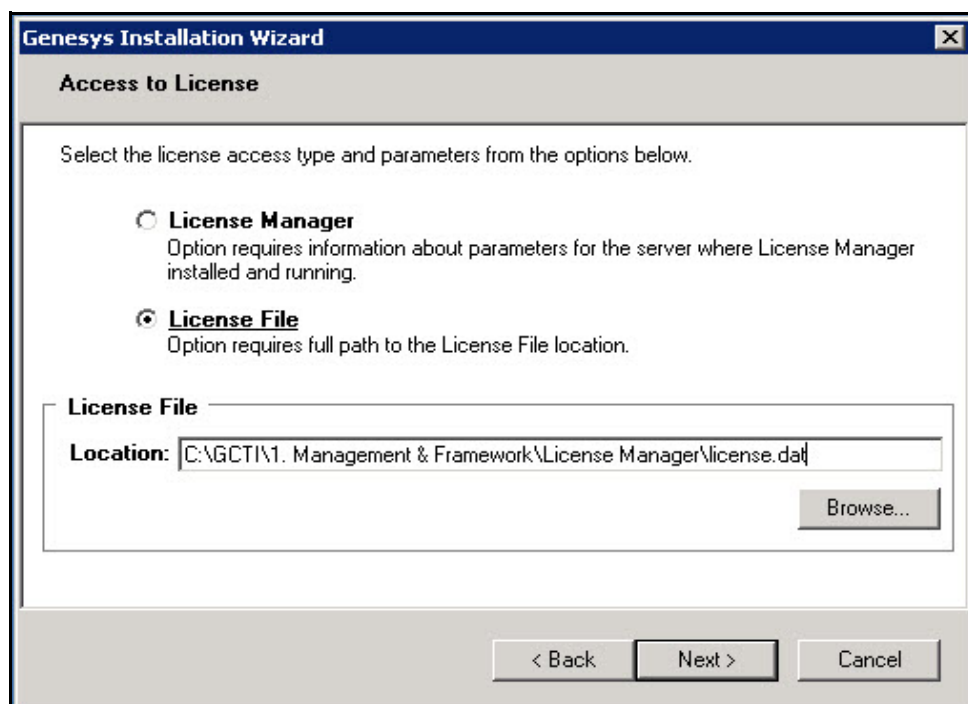 Genesys Installation Wizard
Access to License
Select the license access type and parameters from the options below.
License Manager
Option requires information about parameters for the server where License Manager
installed and running.
License File
Option requires full path to the License File location.
License File
Location: C:\GCTI\1. Management & Framework\License Manager\license.dat
Browse...
< Back Next > Cancel